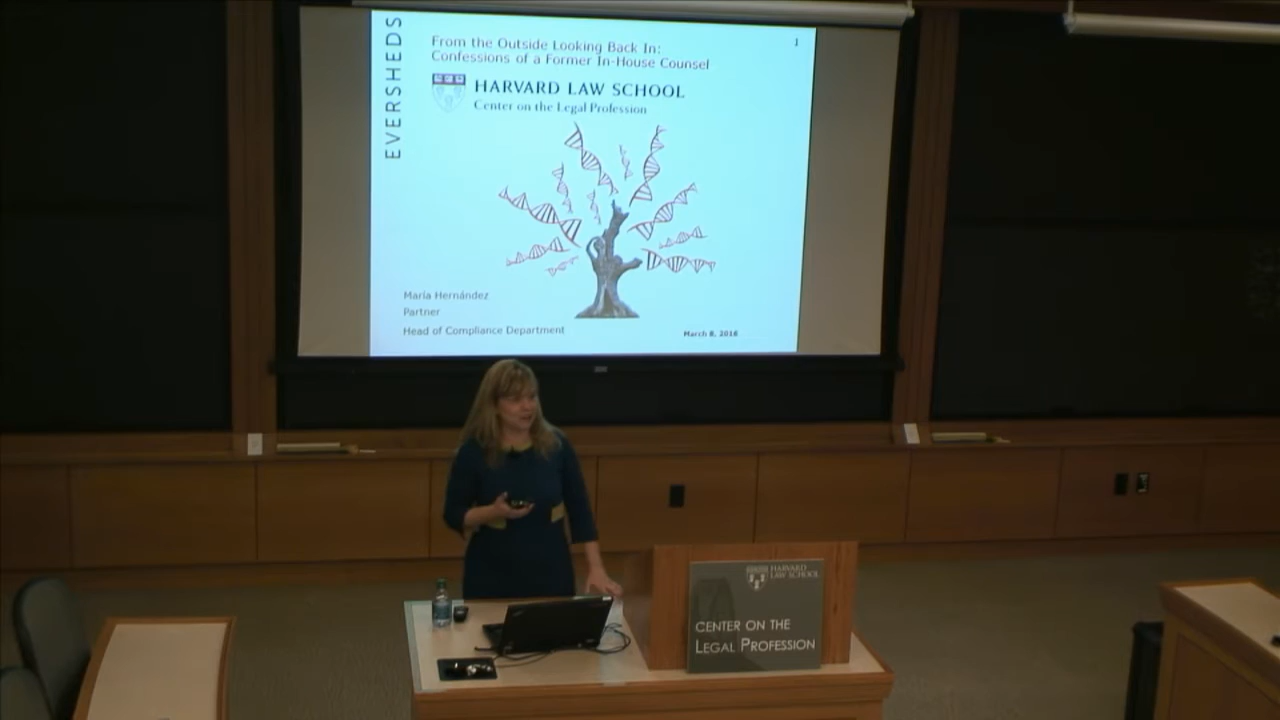 EVERSHEDS
From the Outside Looking Back In:
Confessions of a Former In-House Counsel
1
HARVARD LAW SCHOOL
Center on the Legal Profession
María Hernández
Partner
Head of Compliance Department
March 8, 2016
HARVARD
LAW SCHOOL
CENTER ON THE
LEGAL PROFESSION